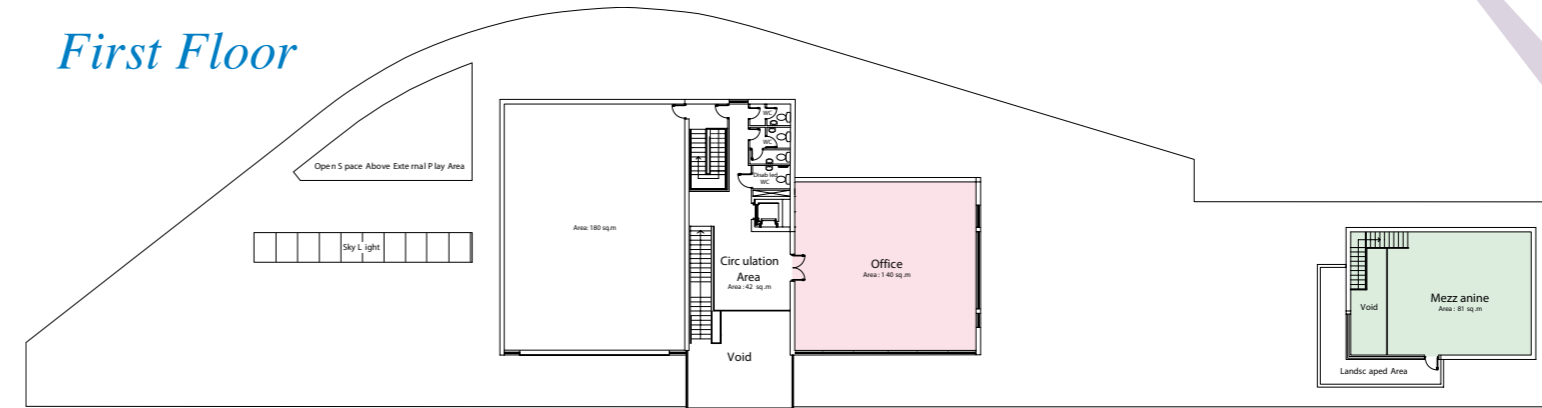 First Floor
Open Space Above External Play Area
Sky Light
Area: 180 sq.m
WC
WC
Disabled
WC
Circulation
Area
Area : 42 sq.m
Void
Office
Area : 140 sq.m
Void
Mezzanine
Area : 81 sq.m
Landscaped Area